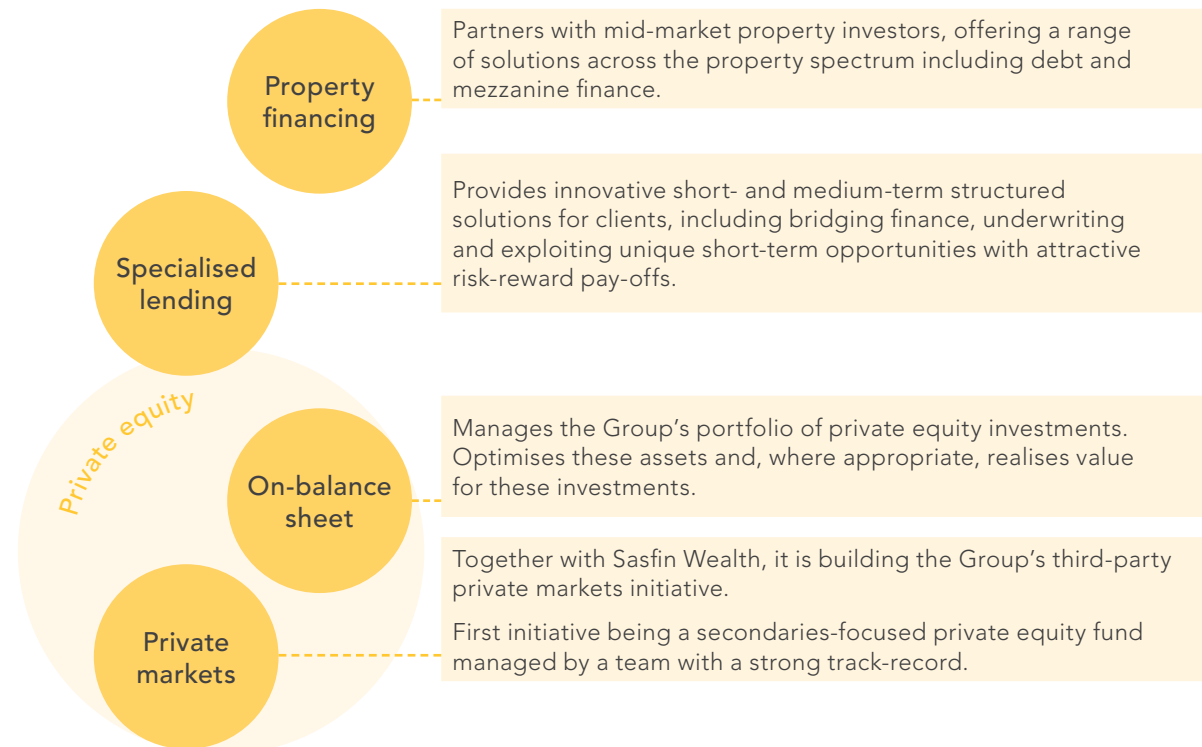 Property
financing
Partners with mid-market property investors, offering a range
of solutions across the property spectrum including debt and
mezzanine finance.
Specialised
lending
Provides innovative short- and medium-term structured
solutions for clients, including bridging finance, underwriting
and exploiting unique short-term opportunities with attractive
risk-reward pay-offs.
Private equity
On-balance
sheet
Manages the Group’s portfolio of private equity investments.
Optimises these assets and, where appropriate, realises value
for these investments.
Private
markets
Together with Sasfin Wealth, it is building the Group’s third-party
private markets initiative.
First initiative being a secondaries-focused private equity fund
managed by a team with a strong track-record.